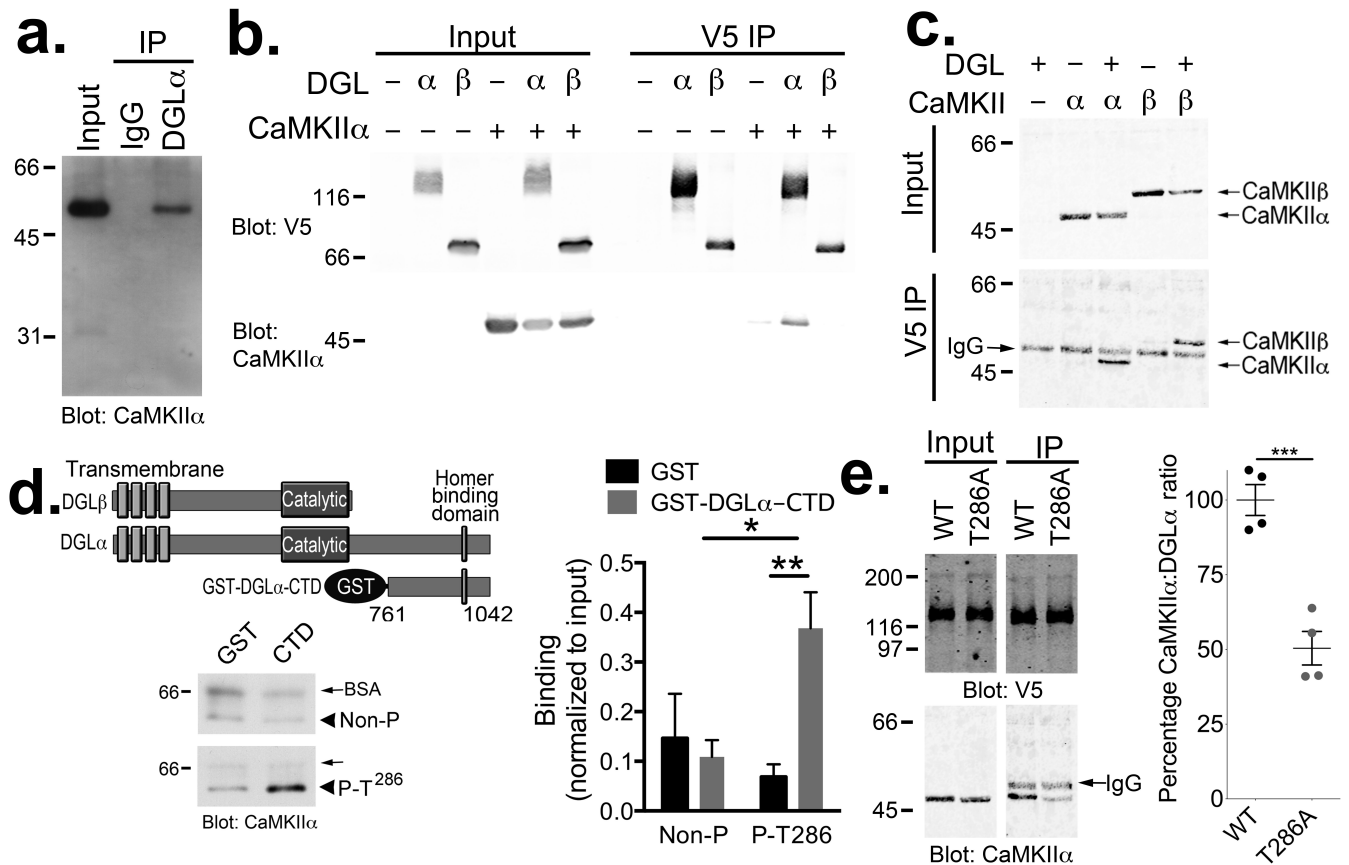 a.
IP
Input
IgG
DGLα
66
45
31
Blot: CaMKIIα
b.
Input
V5 IP
DGL – α β – α β – α β – α β
CaMKIIα – – – + + + – – – + + +
Blot: V5
116
66
Blot:
CaMKIIα
45
c.
DGL + – + – +
CaMKII – α α β β
Input
66
45
CaMKIIβ
CaMKIIα
V5 IP
66
IgG
45
CaMKIIβ
CaMKIIα
d.
Transmembrane
DGLβ
Catalytic
Homer
binding
domain
DGLα
Catalytic
GST-DGLα-CTD
GST
761
1042
GST
CTD
66
BSA
Non-P
66
P-T286
Blot: CaMKIIα
GST
GST-DGLα-CTD
*
**
Binding
(normalized to input)
0.5
0.4
0.3
0.2
0.1
0.0
Non-P
P-T286
e.
Input
IP
WT
T286A
WT
T286A
200
116
97
Blot: V5
66
IgG
45
Blot: CaMKIIα
Percentage CaMKIIα:DGLα ratio
***
100
75
50
25
0
WT
T286A